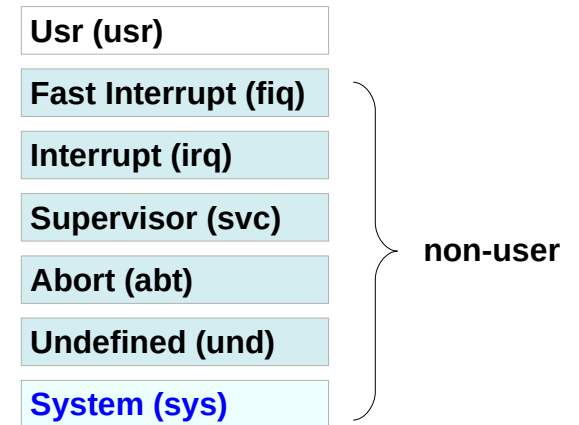 Usr (usr)
Fast Interrupt (fiq)
Interrupt (irq)
Supervisor (svc)
non-user
Abort (abt)
Undefined (und)
System (sys)